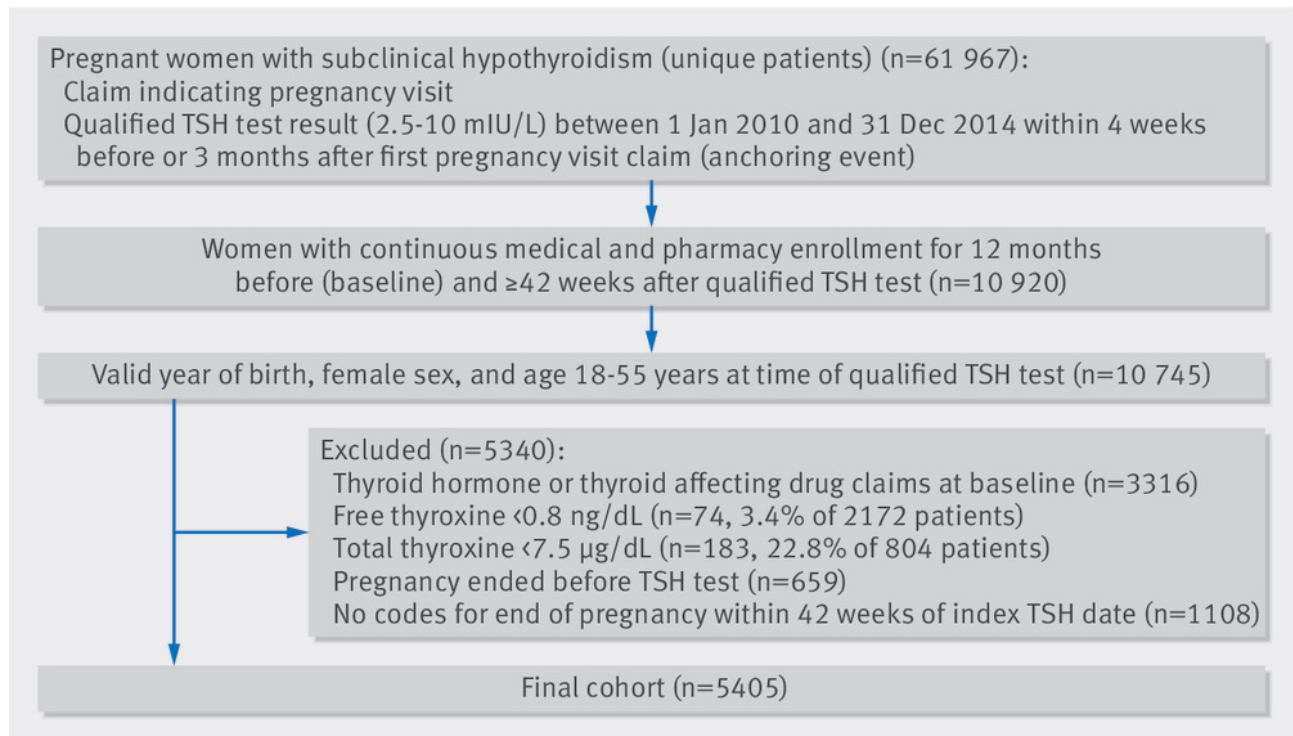 Pregnant women with subclinical hypothyroidism (unique patients) (n=61 967):
Claim indicating pregnancy visit
Qualified TSH test result (2.5-10 mIU/L) between 1 Jan 2010 and 31 Dec 2014 within 4 weeks
before or 3 months after first pregnancy visit claim (anchoring event)
Women with continuous medical and pharmacy enrollment for 12 months
before (baseline) and ≥42 weeks after qualified TSH test (n=10 920)
Valid year of birth, female sex, and age 18-55 years at time of qualified TSH test (n=10 745)
Excluded (n=5340):
Thyroid hormone or thyroid affecting drug claims at baseline (n=3316)
Free thyroxine <0.8 ng/dL (n=74, 3.4% of 2172 patients)
Total thyroxine <7.5 µg/dL (n=183, 22.8% of 804 patients)
Pregnancy ended before TSH test (n=659)
No codes for end of pregnancy within 42 weeks of index TSH date (n=1108)
Final cohort (n=5405)